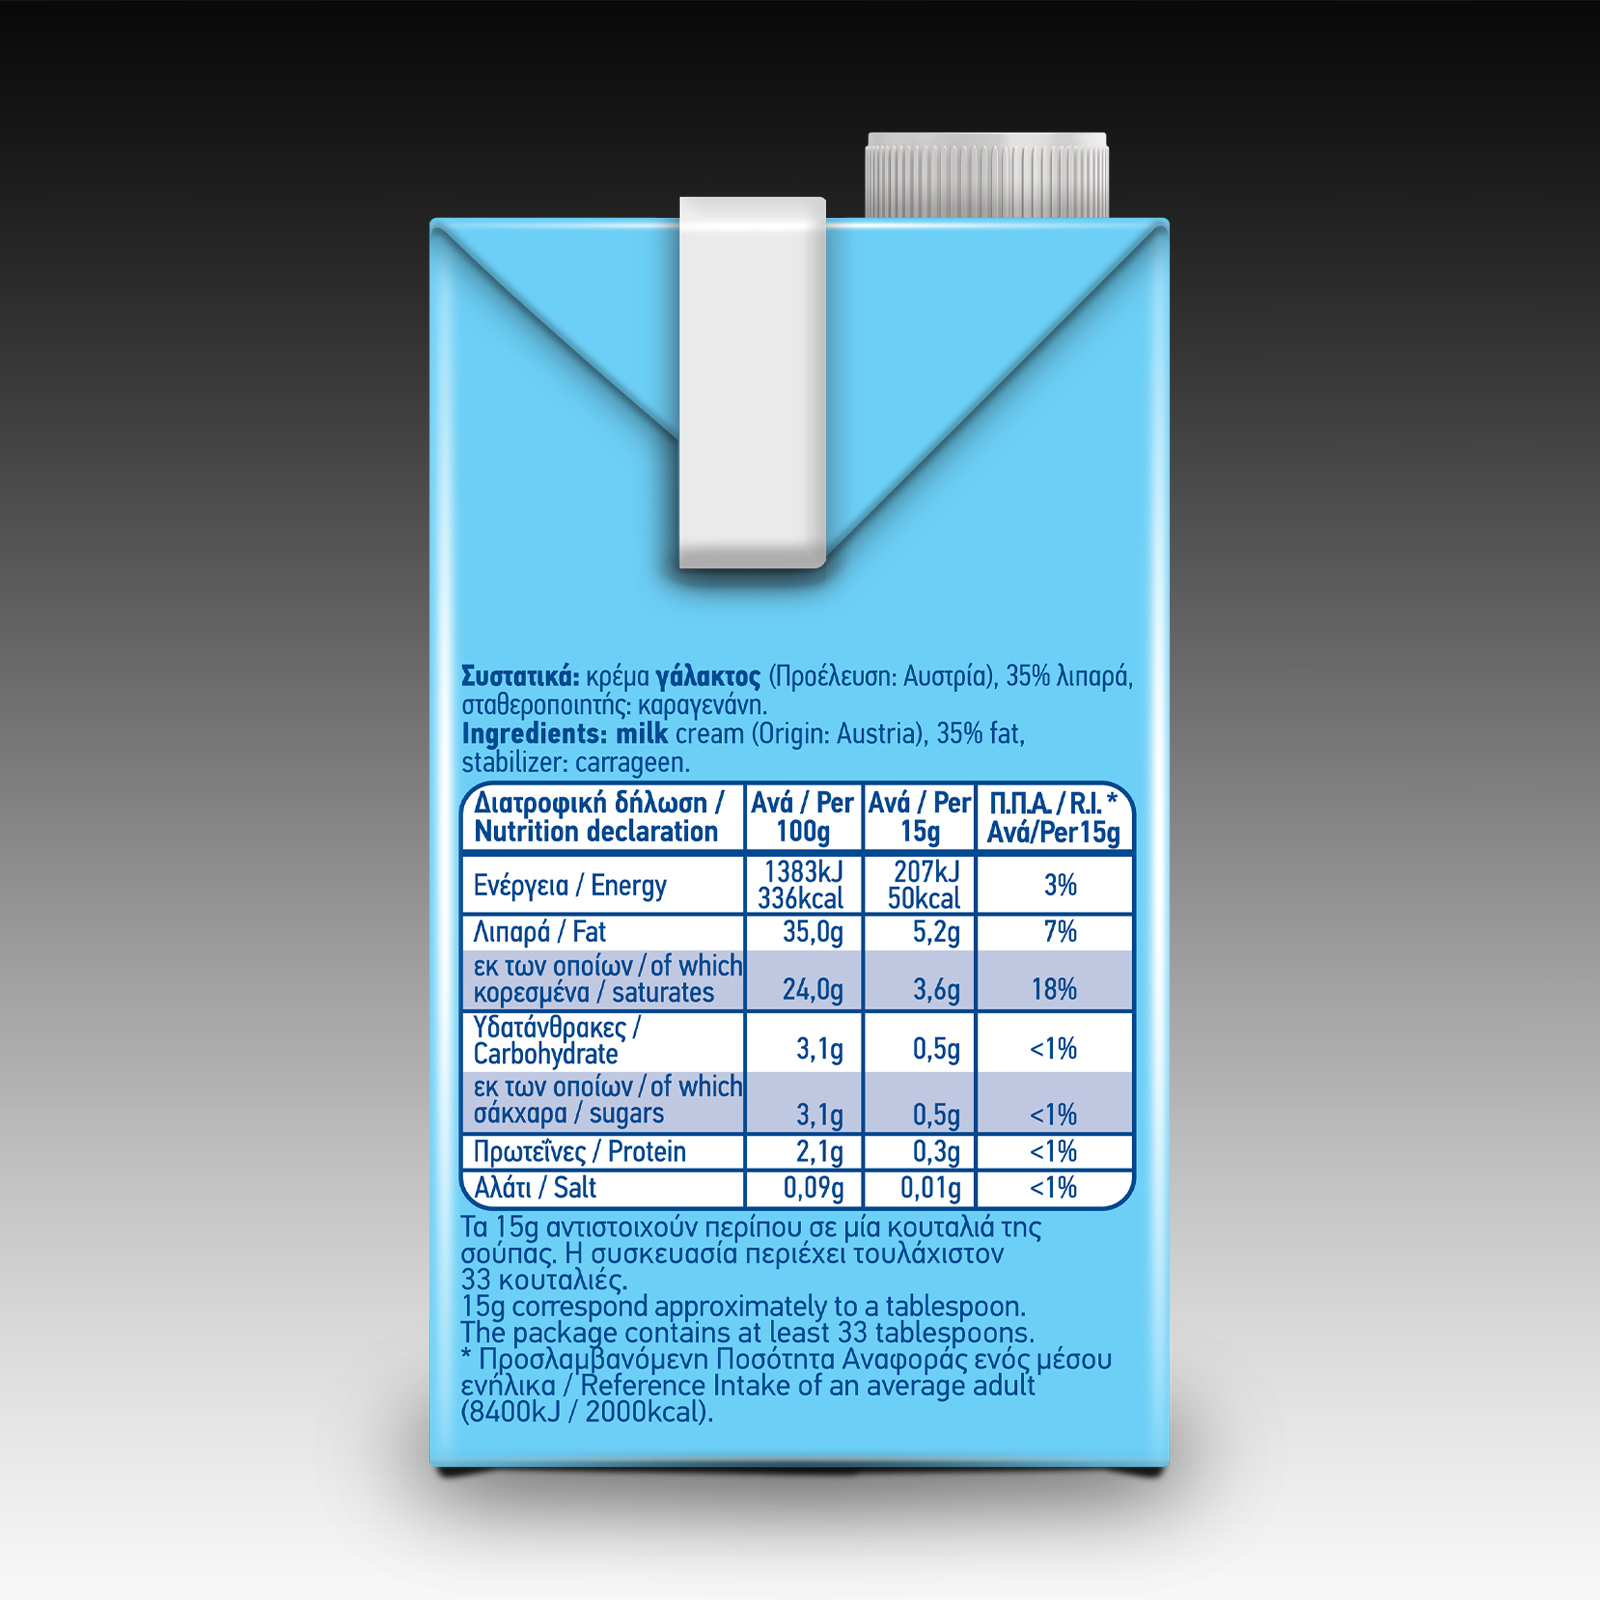 Συστατικά: κρέμα γάλακτος (Προέλευση: Αυστρία), 35% λιπαρά,
σταθεροποιητής: καραγενάνη.
Ingredients: milk cream (Origin: Austria), 35% fat,
stabilizer: carrageen.
Διατροφική δήλωση / Ανά / Per Ανά / Per Π.Π.Α. / R.I. *
Nutrition declaration 100g 15g Ανά/Per 15g
Ενέργεια / Energy 1383kJ 207kJ 3%
336kcal 50kcal
Λιπαρά / Fat 35,0g 5,2g 7%
εκ των οποίων / of which
κορεσμένα / saturates 24,0g 3,6g 18%
Υδατάνθρακες /
Carbohydrate 3,1g 0,5g <1%
εκ των οποίων / of which
σάκχαρα / sugars 3,1g 0,5g <1%
Πρωτεΐνες / Protein 2,1g 0,3g <1%
Αλάτι / Salt 0,09g 0,01g <1%
Τα 15g αντιστοιχούν περίπου σε μία κουταλιά της
σούπας. Η συσκευασία περιέχει τουλάχιστον
33 κουταλιές.
15g correspond approximately to a tablespoon.
The package contains at least 33 tablespoons.
* Προσλαμβανόμενη Ποσότητα Αναφοράς ενός μέσου
ενήλικα / Reference Intake of an average adult
(8400kJ / 2000kcal).